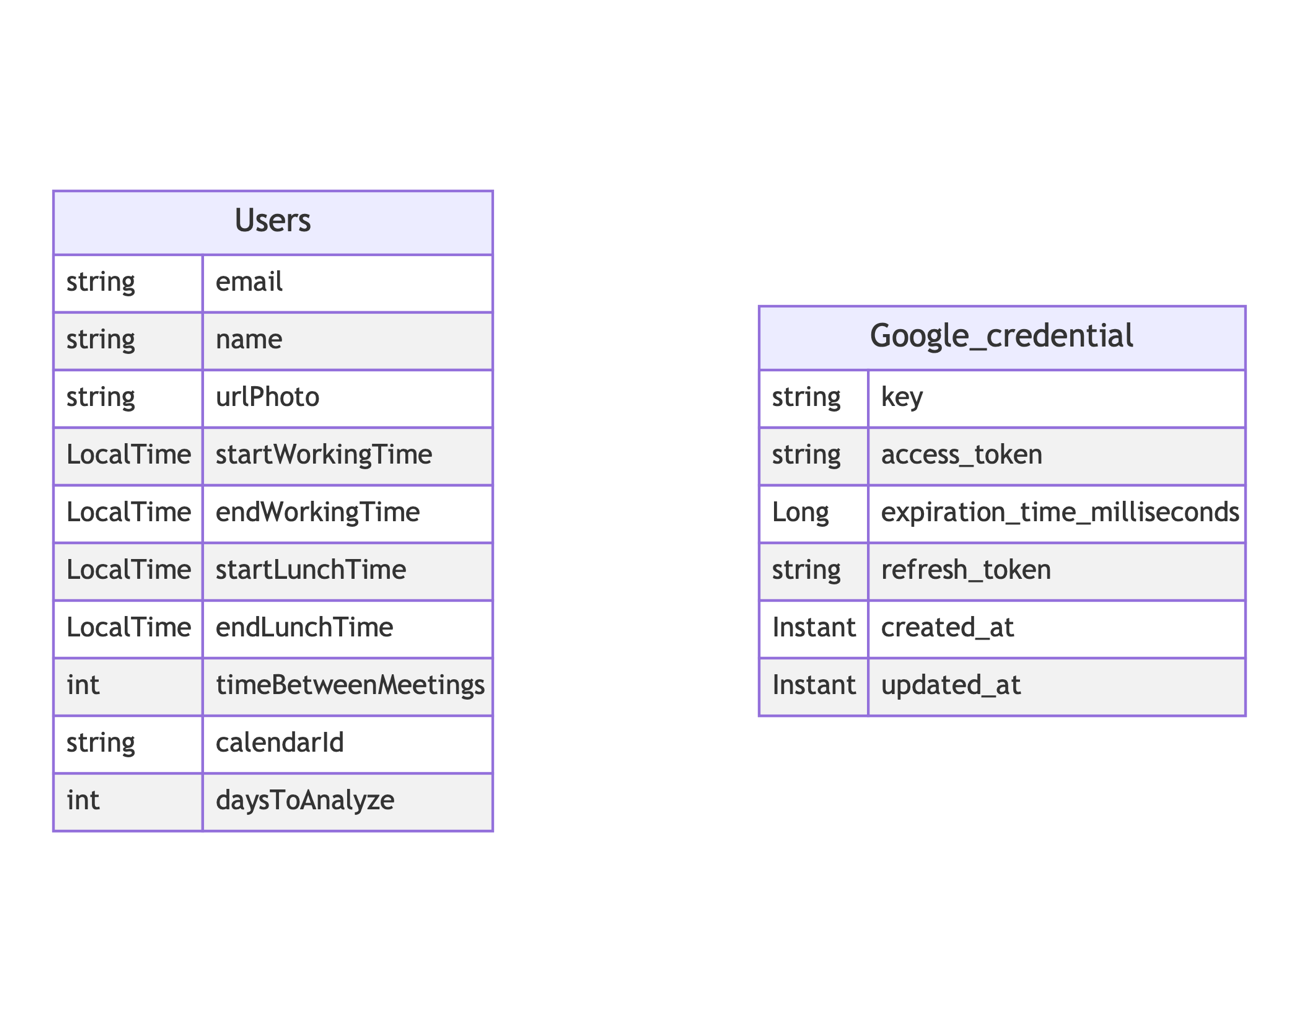 Users
string email
string name
string urlPhoto
LocalTime startWorkingTime
LocalTime endWorkingTime
LocalTime startLunchTime
LocalTime endLunchTime
int timeBetweenMeetings
string calendarId
int daysToAnalyze
Google_credential
string key
string access_token
Long expiration_time_milliseconds
string refresh_token
Instant created_at
Instant updated_at